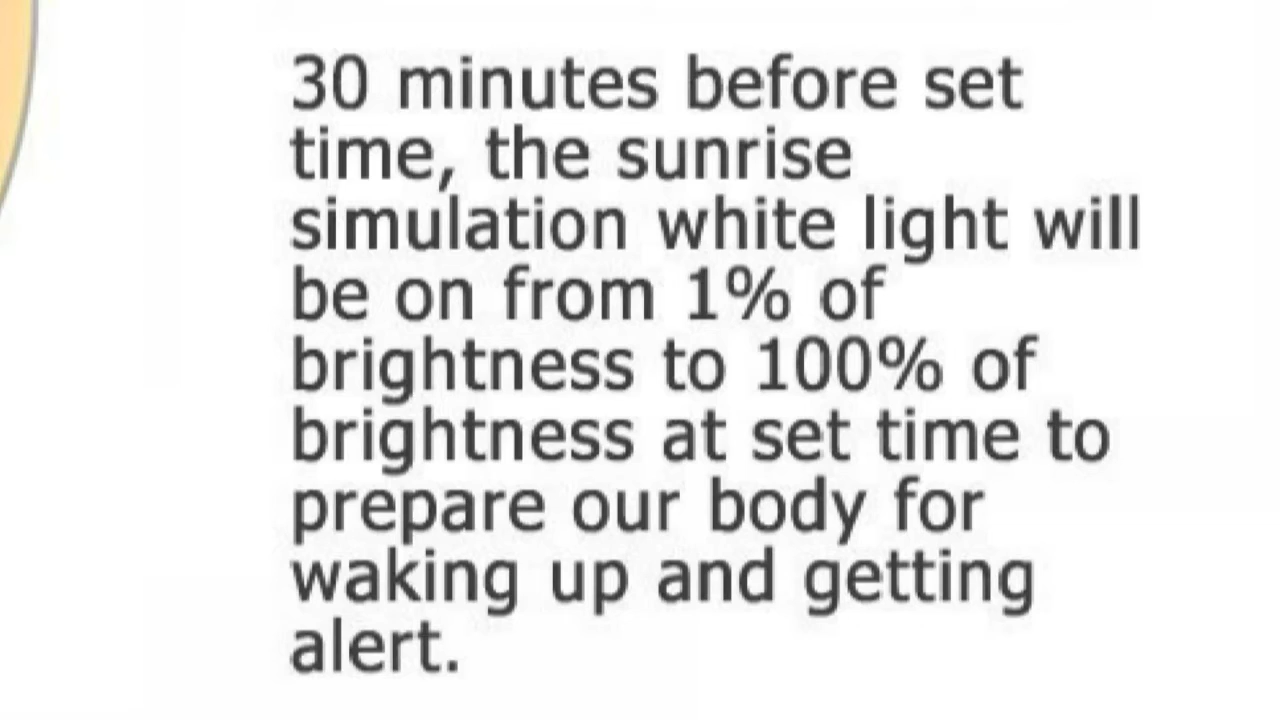 30 minutes before set
time, the sunrise
simulation white light will
be on from 1% of
brightness to 100% of
brightness at set time to
prepare our body for
waking up and getting
alert.